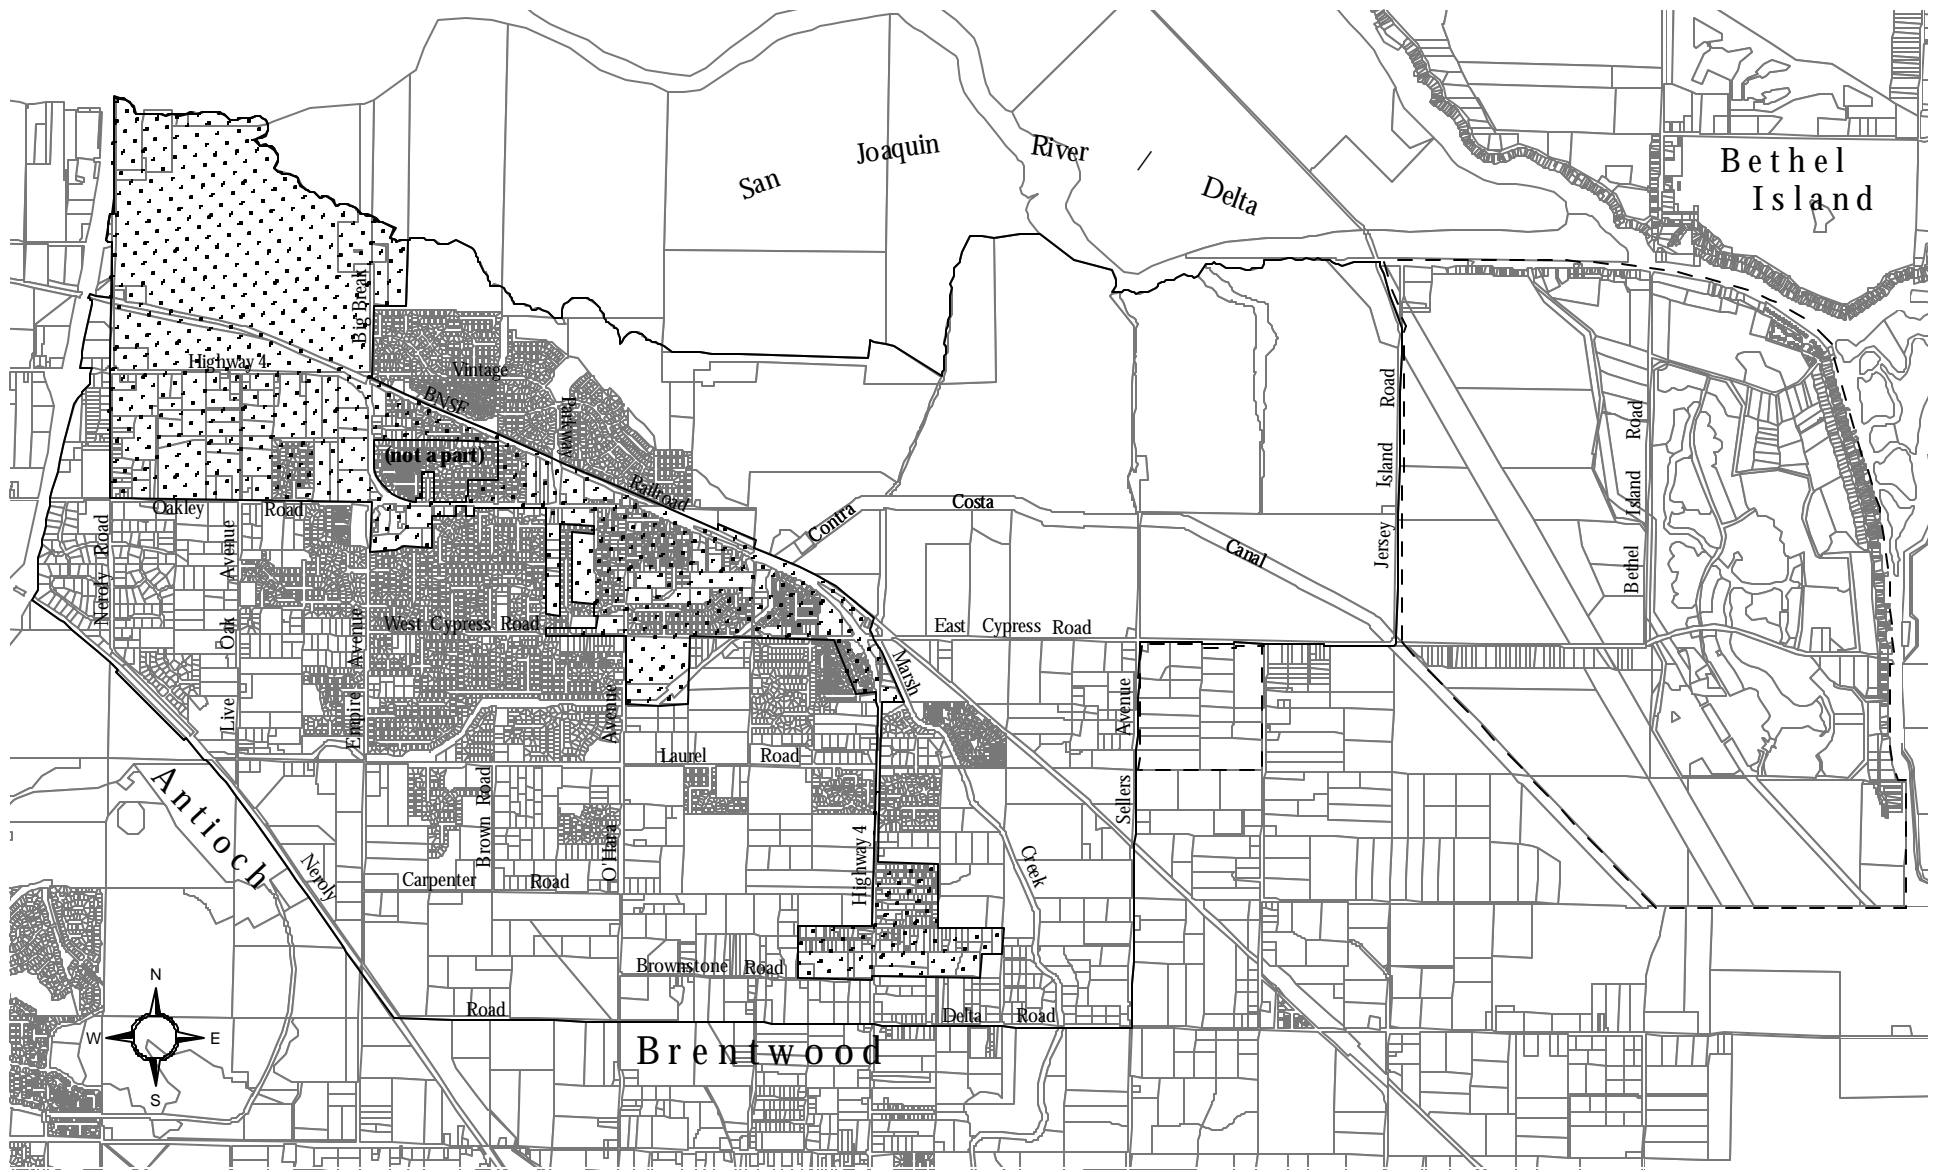 San Joaquin River / Delta
Bethel
Island
Big Break
Highway 4
Vintage
Parkway
BNSF
Railroad
(not a part)
Oakley Road
Neroly Road
Live Oak Avenue
Empire Avenue
West Cypress Road
Contra Costa Canal
East Cypress Road
Jersey Island Road
Bethel Island Road
Marsh Creek
Sellers Avenue
O'Hara Avenue
Laurel Road
Brown Road
Highway 4
Carpenter Road
Antioch
Neroly
Road
Brownstone Road
Delta Road
Brentwood
N
W E
S